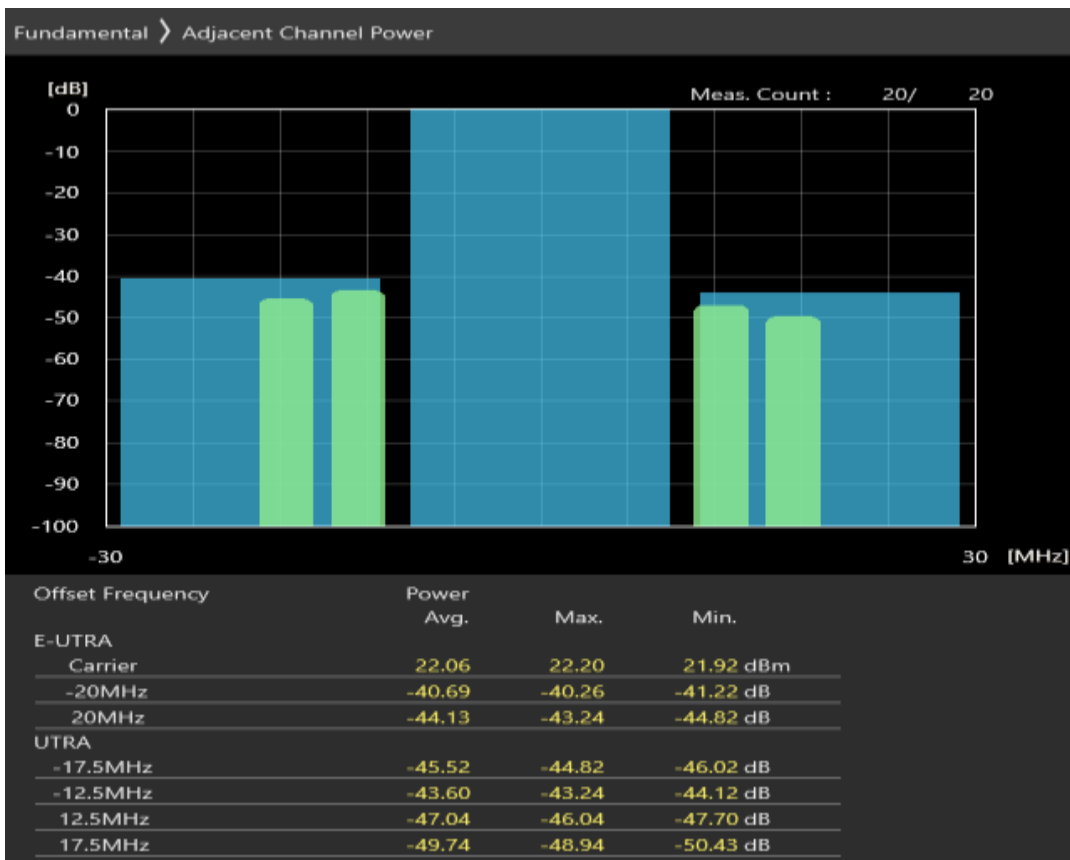 Fundamental 〉 Adjacent Channel Power
[dB]
Meas. Count : 20/ 20
0
-10
-20
-30
-40
-50
-60
-70
-80
-90
-100
-30 30 [MHz]
Offset Frequency Power
Avg. Max. Min.
E-UTRA
Carrier 22.06 22.20 21.92 dBm
-20MHz -40.69 -40.26 -41.22 dB
20MHz -44.13 -43.24 -44.82 dB
UTRA
-17.5MHz -45.52 -44.82 -46.02 dB
-12.5MHz -43.60 -43.24 -44.12 dB
12.5MHz -47.04 -46.04 -47.70 dB
17.5MHz -49.74 -48.94 -50.43 dB